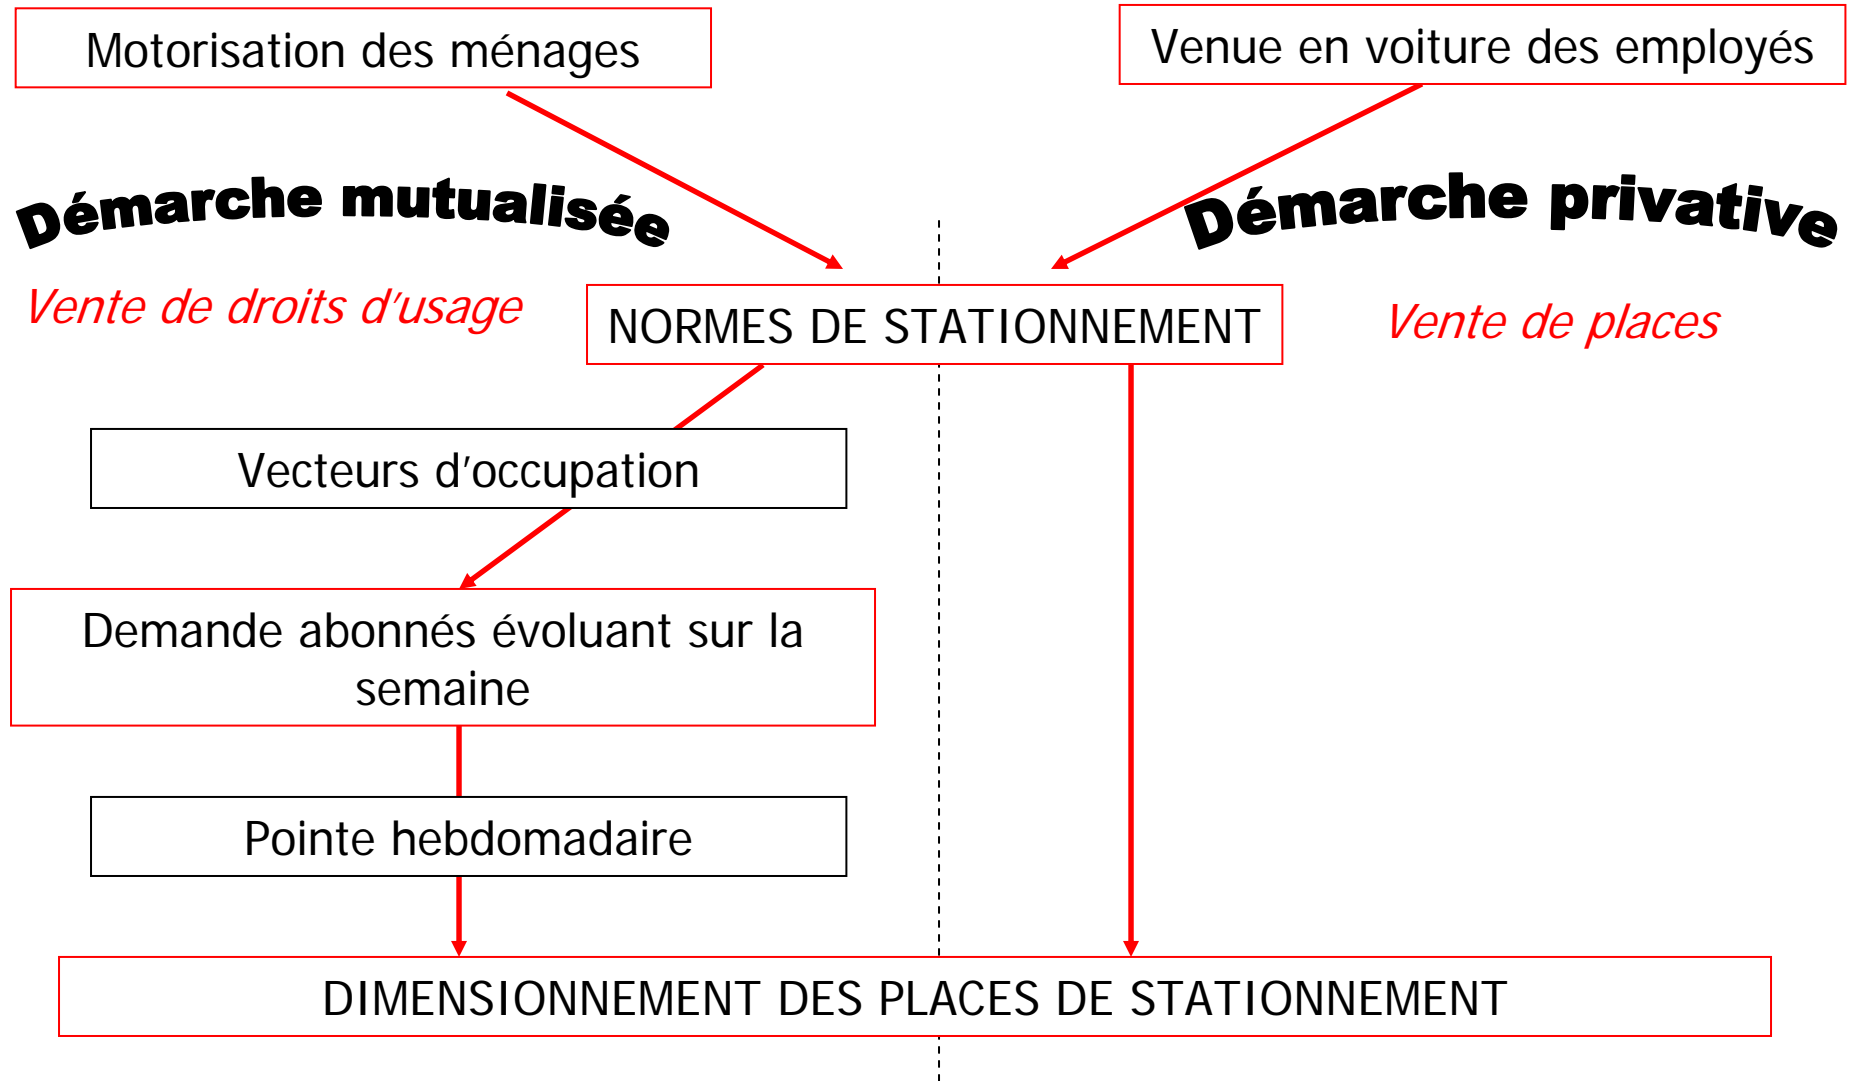 Motorisation des ménages
Venue en voiture des employés
Démarche mutualisée
Démarche privative
Vente de droits d’usage
Vente de places
NORMES DE STATIONNEMENT
Vecteurs d’occupation
Demande abonnés évoluant sur la
semaine
Pointe hebdomadaire
DIMENSIONNEMENT DES PLACES DE STATIONNEMENT